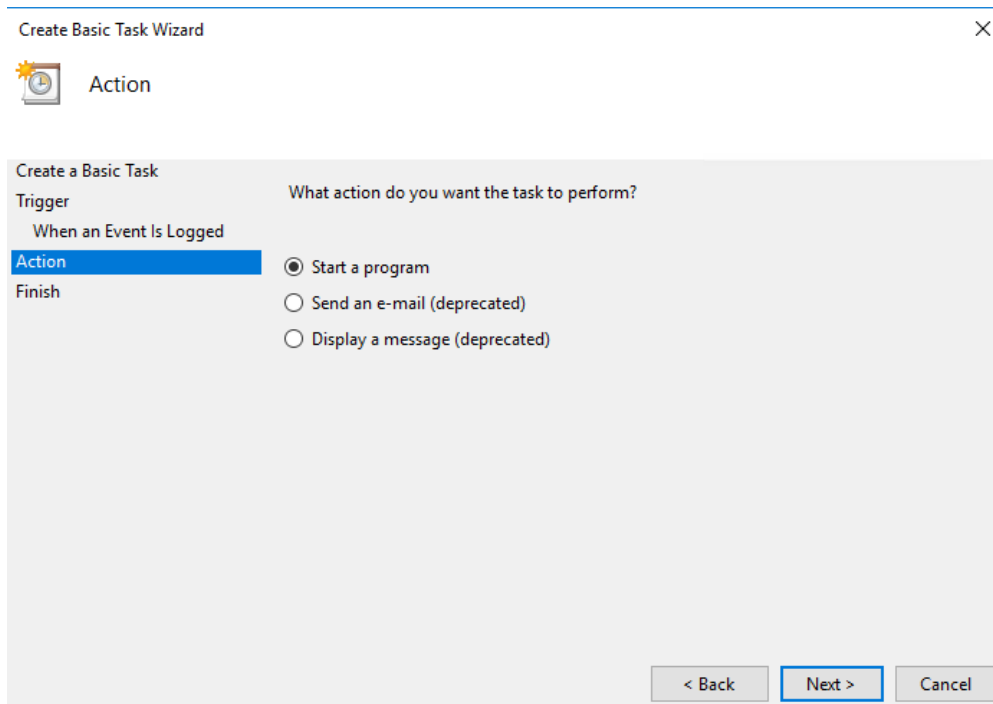 Create Basic Task Wizard
Action
Create a Basic Task
Trigger
When an Event Is Logged
Action
Finish
What action do you want the task to perform?
Start a program
Send an e-mail (deprecated)
Display a message (deprecated)
< Back
Next >
Cancel